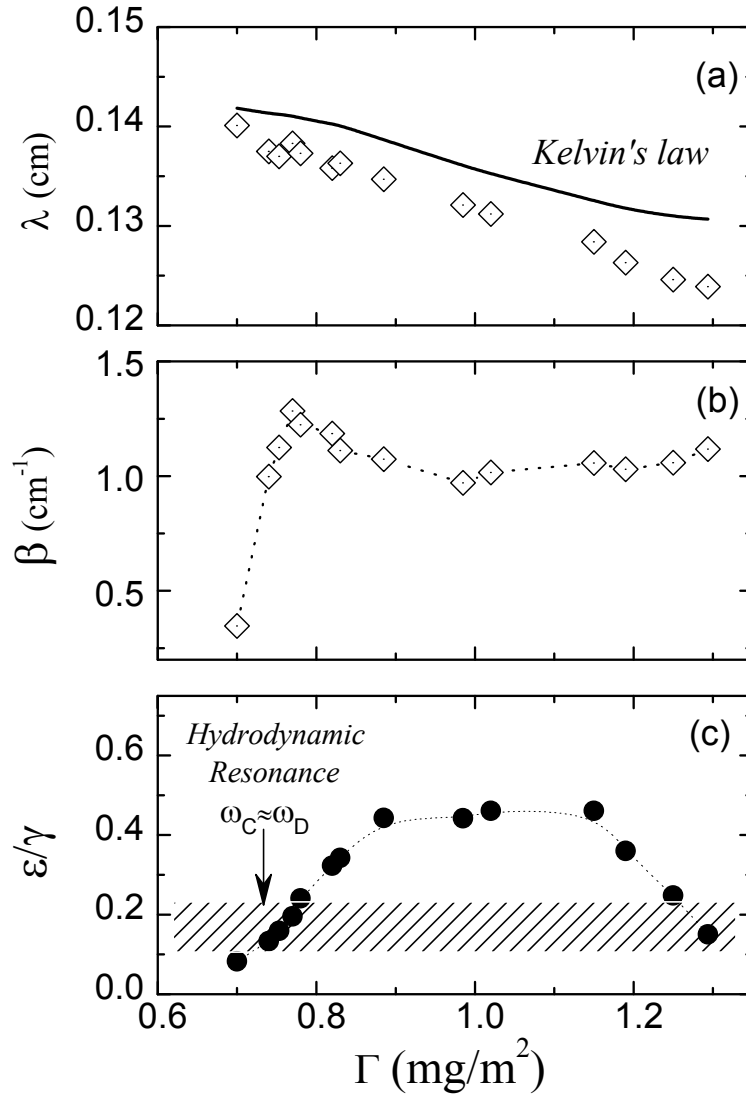 0.15
(a)
0.14
Kelvin's law
0.13
0.12
λ (cm)
1.5
(b)
1.0
0.5
β (cm⁻¹)
(c)
Hydrodynamic
Resonance
ω_C≈ω_D
0.6
0.4
0.2
0.0
ε/γ
0.6 0.8 1.0 1.2
Γ (mg/m²)